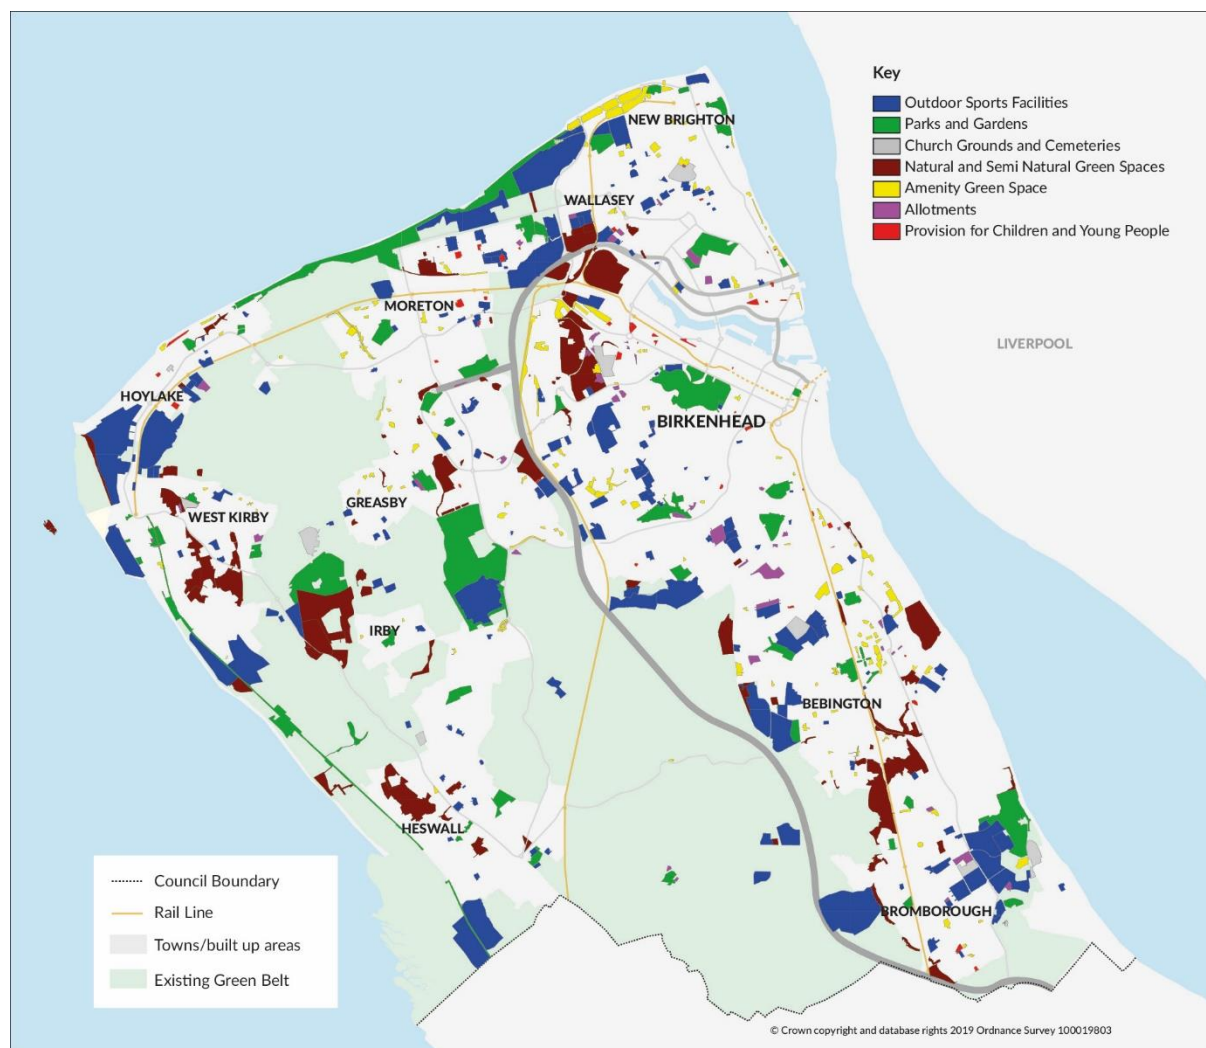 Key
Outdoor Sports Facilities
Parks and Gardens
Church Grounds and Cemeteries
Natural and Semi Natural Green Spaces
Amenity Green Space
Allotments
Provision for Children and Young People
NEW BRIGHTON
WALLASEY
MORETON
LIVERPOOL
HOYLAKE
BIRKENHEAD
GREASBY
WEST KIRBY
IRBY
BEBINGTON
HESWALL
BROMBOROUGH
Council Boundary
Rail Line
Towns/built up areas
Existing Green Belt
© Crown copyright and database rights 2019 Ordnance Survey 100019803